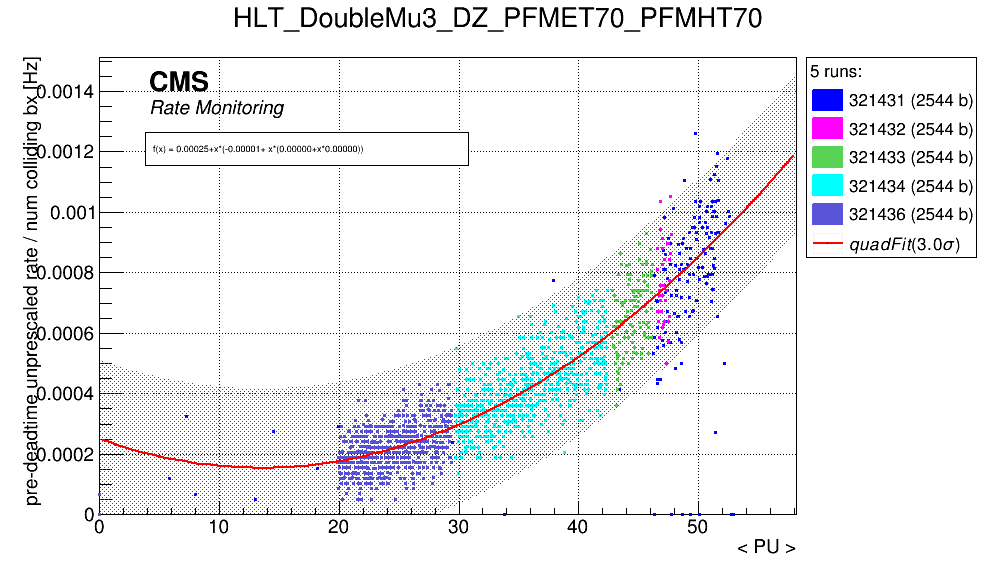 HLT_DoubleMu3_DZ_PFMET70_PFMHT70
pre-deadtime unprescaled rate / num colliding bx [Hz]
0.0014
0.0012
0.001
0.0008
0.0006
0.0004
0.0002
0
CMS
Rate Monitoring
f(x) = 0.00025+x*(-0.00001+ x*(0.00000+x*0.00000))
0 10 20 30 40 50
< PU >
5 runs:
321431 (2544 b)
321432 (2544 b)
321433 (2544 b)
321434 (2544 b)
321436 (2544 b)
quadFit(3.0σ)